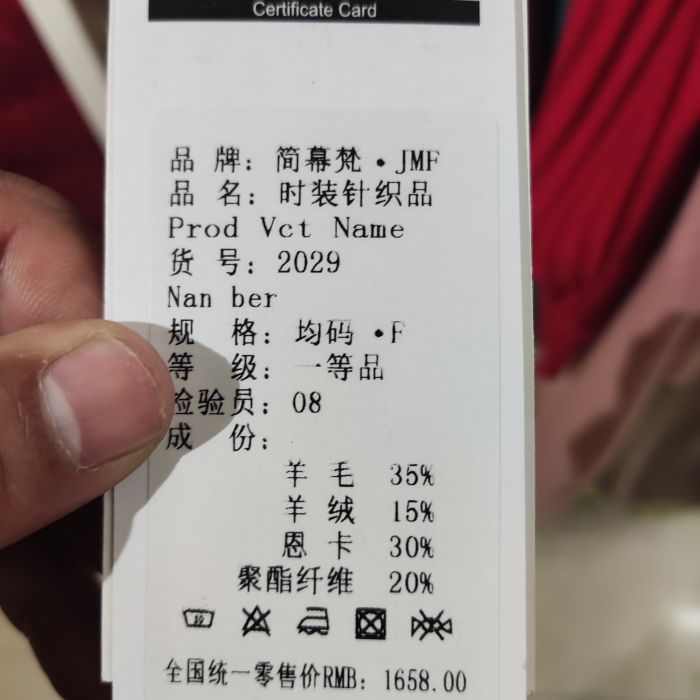 Certificate Card
品 牌: 简幕梵·JMF
品 名: 时装针织品
Prod Vct Name
货 号: 2029
Nan ber
规 格: 均码·F
等 级: 一等品
检验员: 08
成 份:
羊 毛 35%
羊 绒 15%
恩 卡 30%
聚酯纤维 20%
全国统一零售价RMB: 1658.00